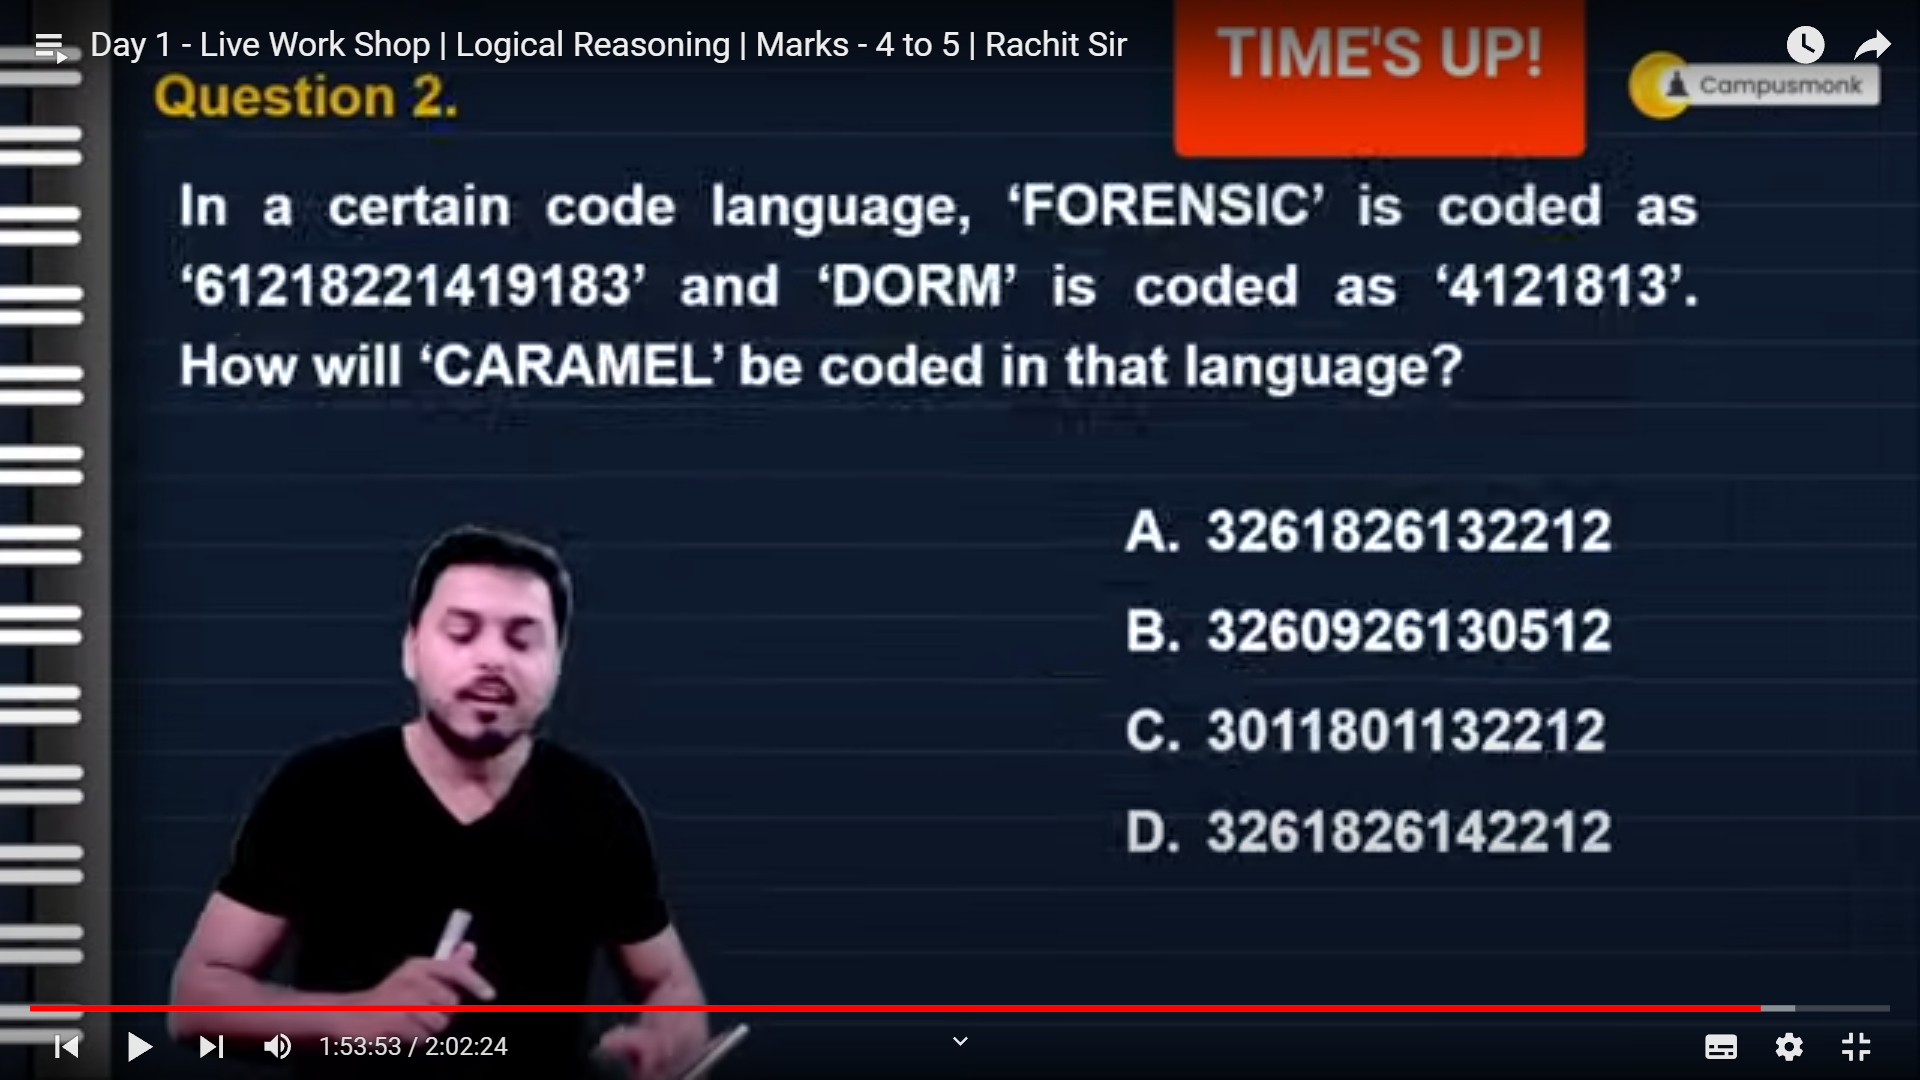 Day 1 - Live Work Shop | Logical Reasoning | Marks - 4 to 5 | Rachit Sir
TIME'S UP!
Campusmonk
Question 2.
In a certain code language, ‘FORENSIC’ is coded as
‘61218221419183’ and ‘DORM’ is coded as ‘4121813’.
How will ‘CARAMEL’ be coded in that language?
A. 3261826132212
B. 3260926130512
C. 3011801132212
D. 3261826142212
1:53:53 / 2:02:24